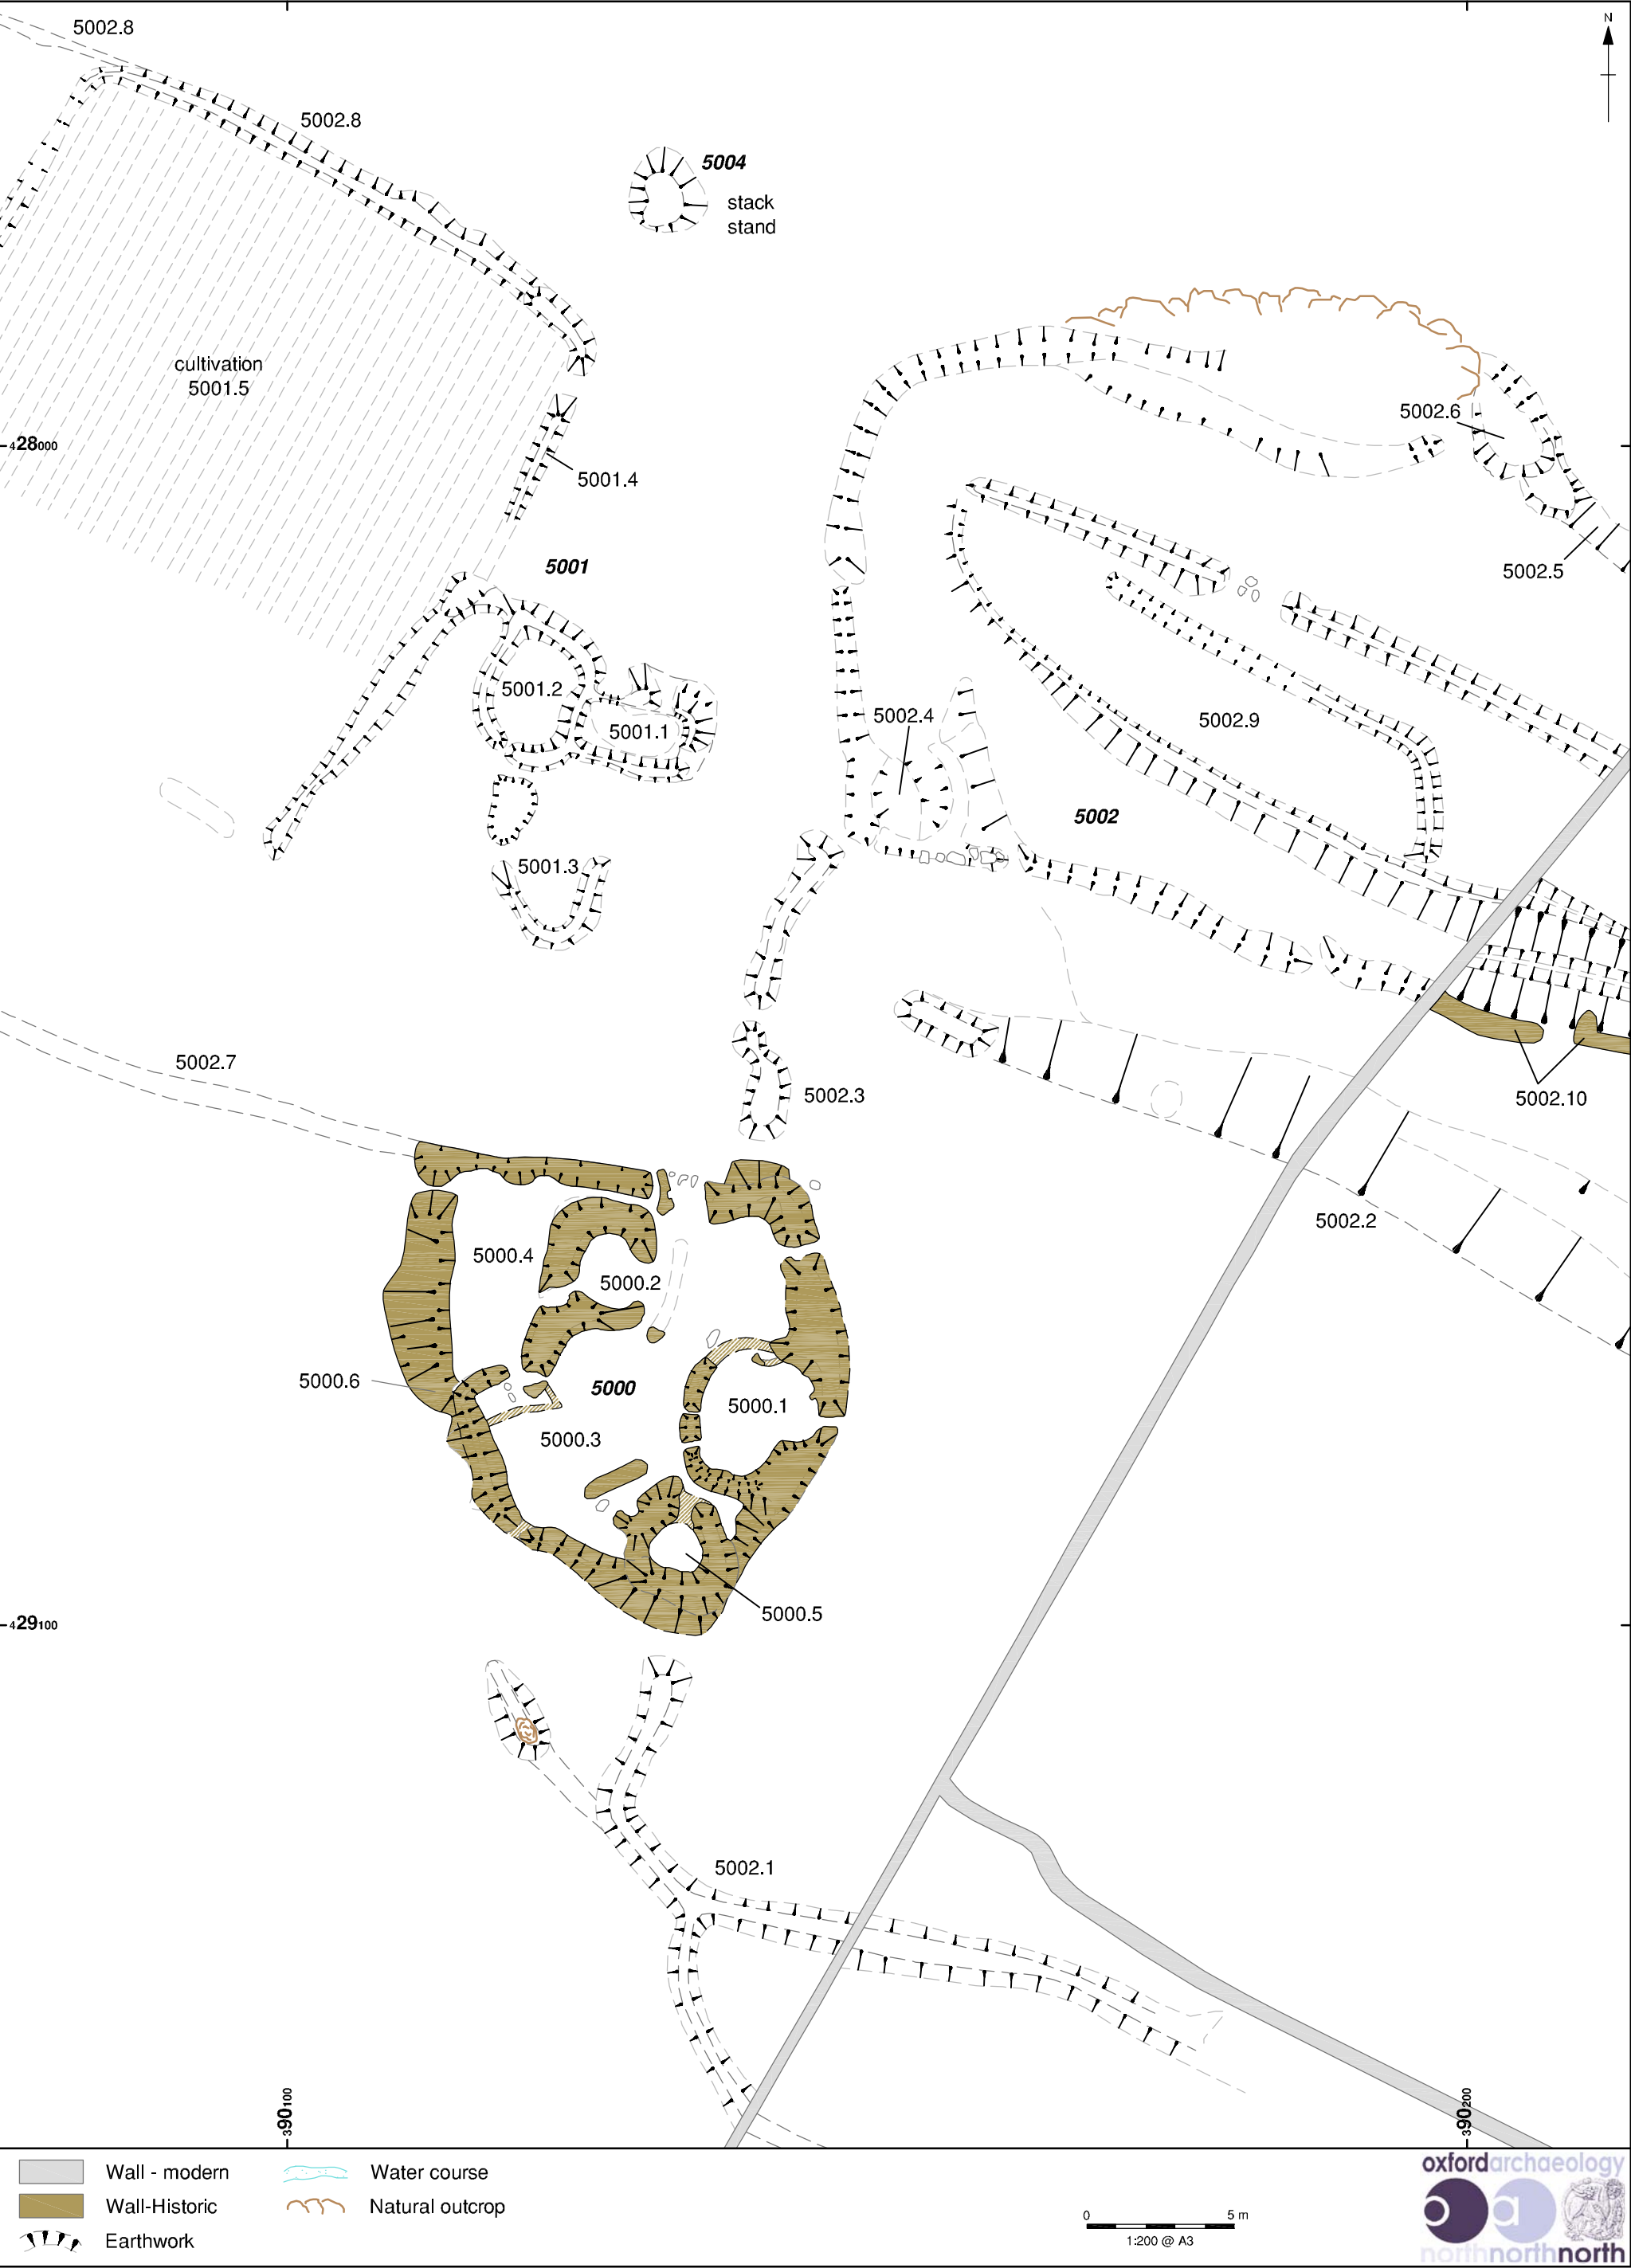 5002.8
N
5002.8
5004
stack
stand
cultivation
5001.5
5002.6
428000
5001.4
5001
5002.5
5001.2
5002.4
5002.9
5001.1
5002
5001.3
5002.7
5002.3
5002.10
5002.2
5000.4
5000.2
5000.6
5000
5000.1
5000.3
5000.5
429100
5002.1
390100
390200
Wall - modern
Water course
Wall-Historic
Natural outcrop
Earthwork
0 5 m
1:200 @ A3
oxfordarchaeology
northnorthnorth